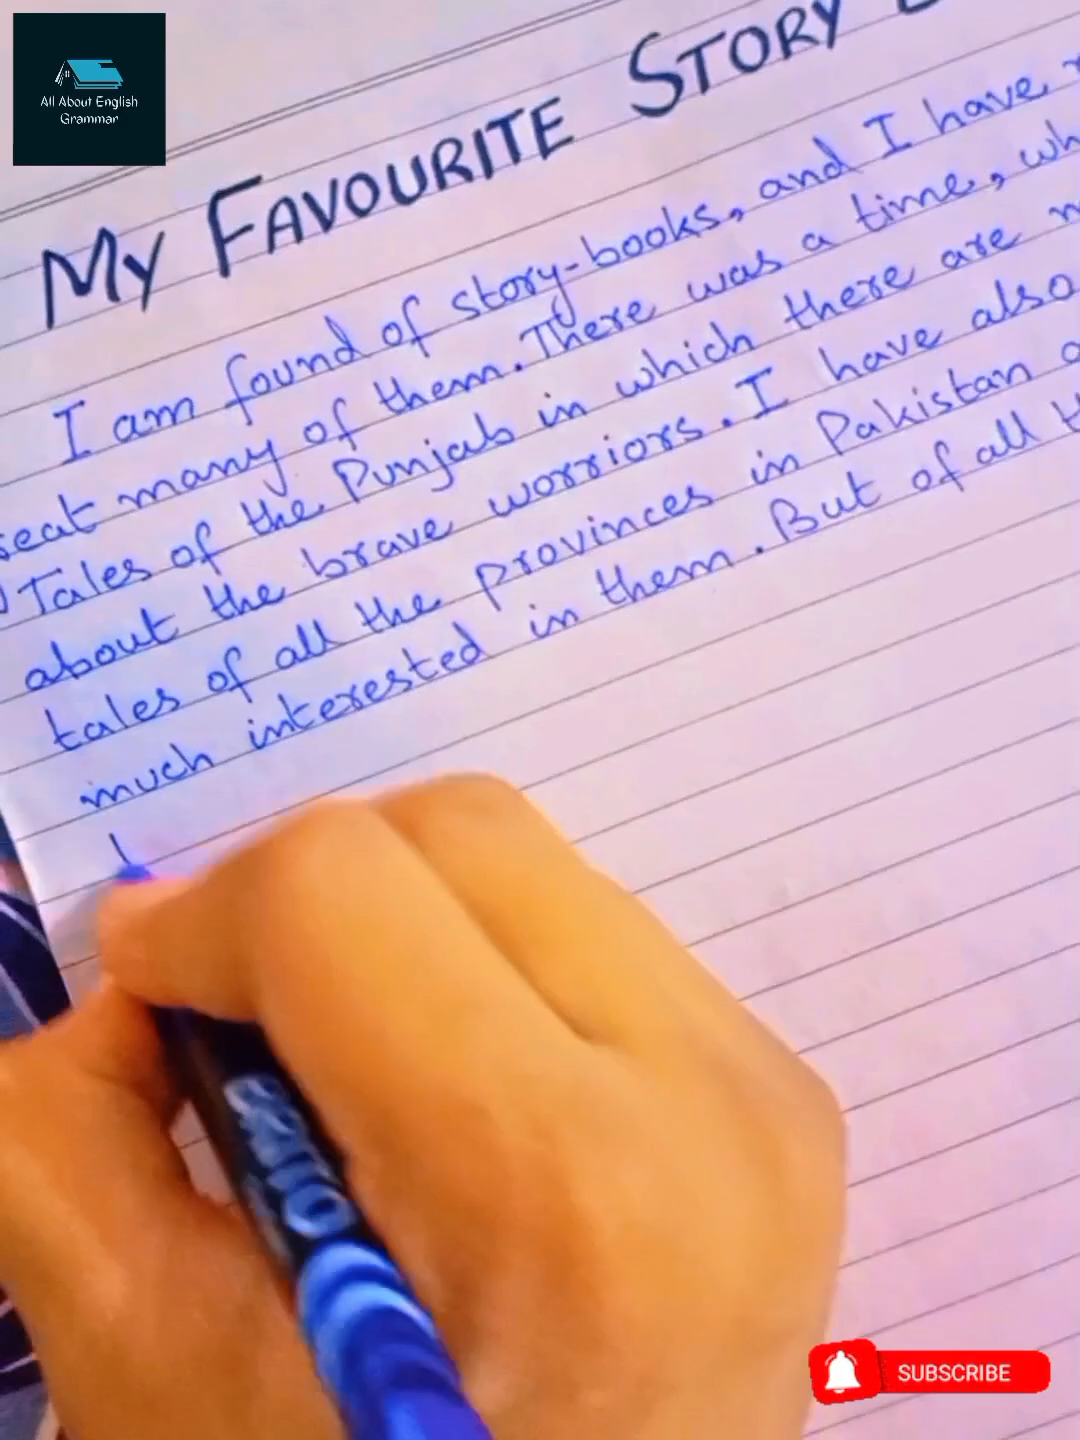 All About English
Grammar
MY FAVOURITE STORY
I am found of story-books, and I have
many of them. There was a time, wh
Tales of the Punjab in which there are
about the brave worriors. I have also
tales of all the provinces in Pakistan
much interested in them. But of all
SUBSCRIBE